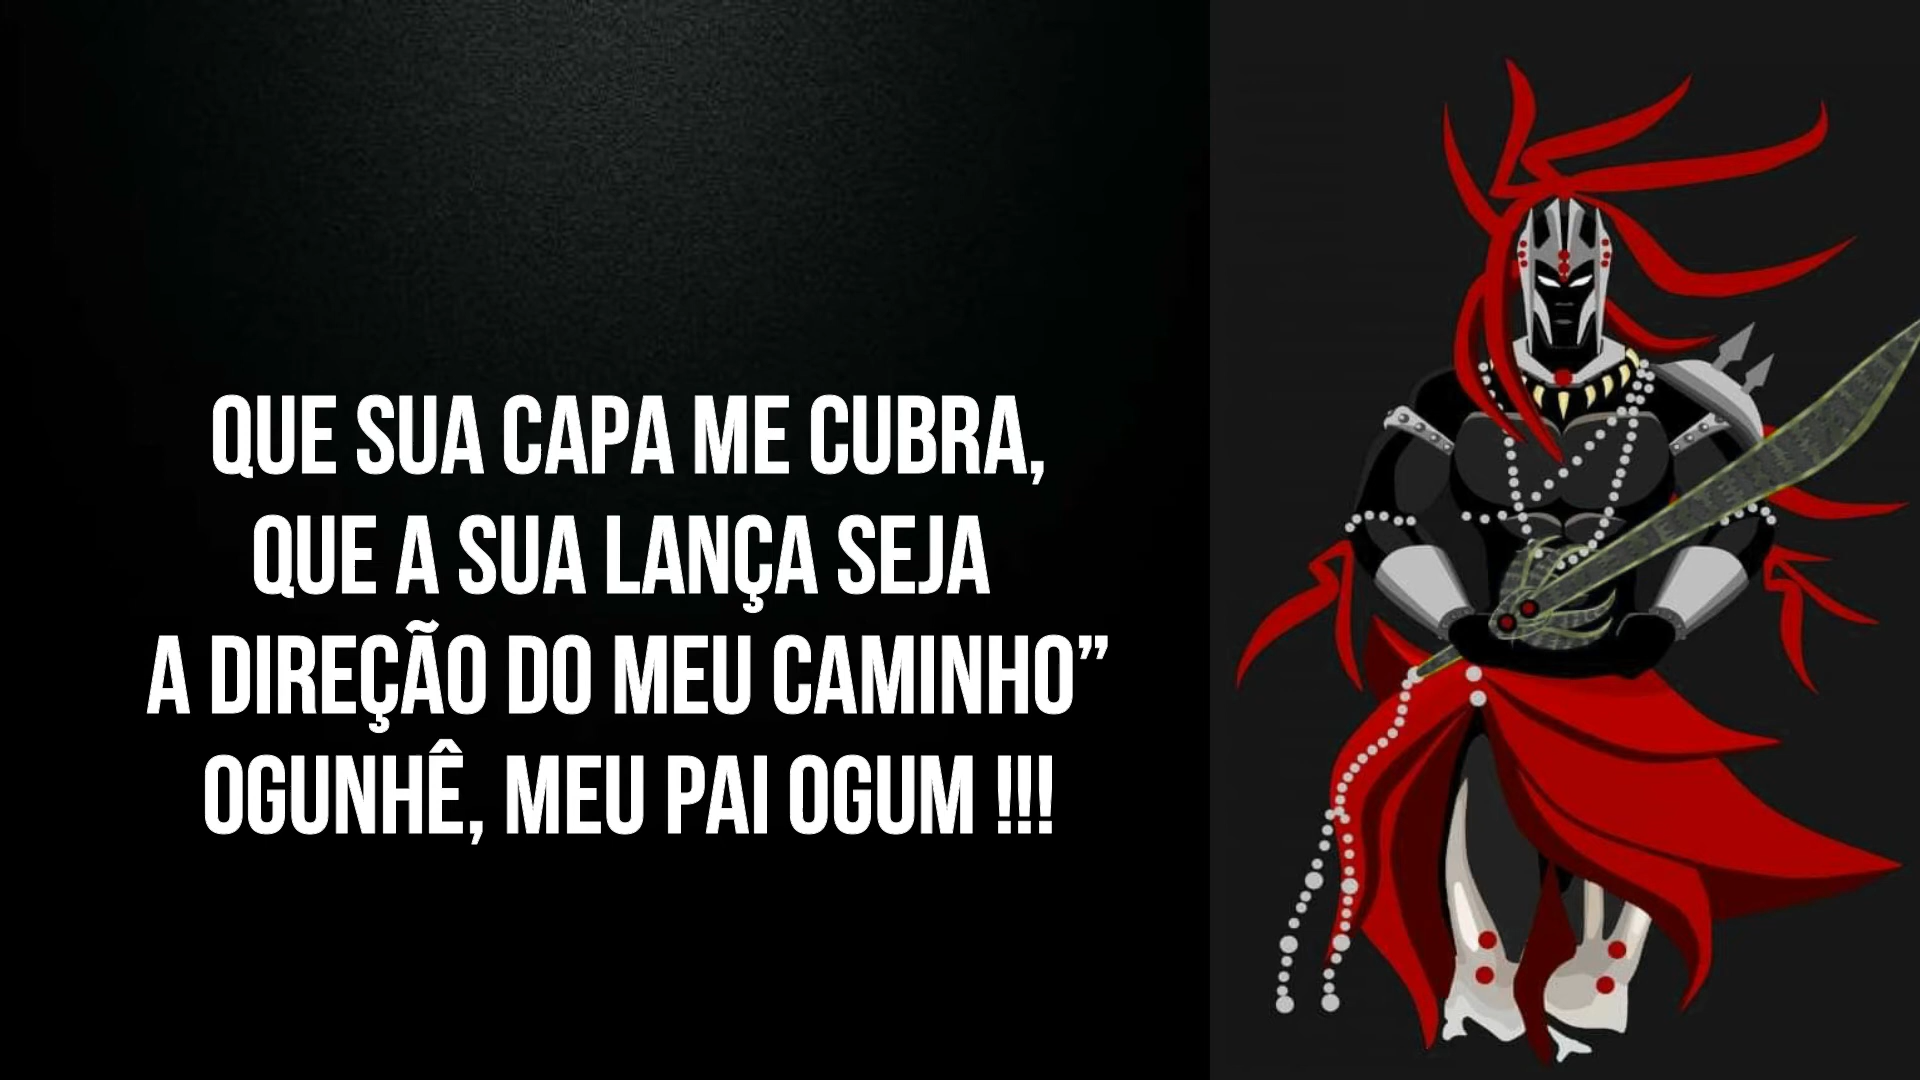 QUE SUA CAPA ME CUBRA,
QUE A SUA LANÇA SEJA
A DIREÇÃO DO MEU CAMINHO”
OGUNHÊ, MEU PAI OGUM !!!